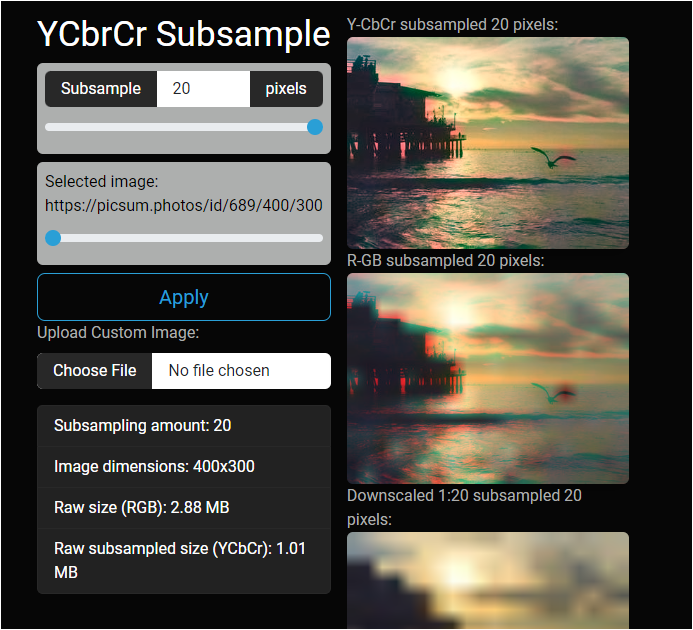 YCbrCr Subsample
Subsample 20 pixels
Selected image:
https://picsum.photos/id/689/400/300
Apply
Upload Custom Image:
Choose File No file chosen
Subsampling amount: 20
Image dimensions: 400x300
Raw size (RGB): 2.88 MB
Raw subsampled size (YCbCr): 1.01
MB
Y-CbCr subsampled 20 pixels:
R-GB subsampled 20 pixels:
Downscaled 1:20 subsampled 20
pixels: